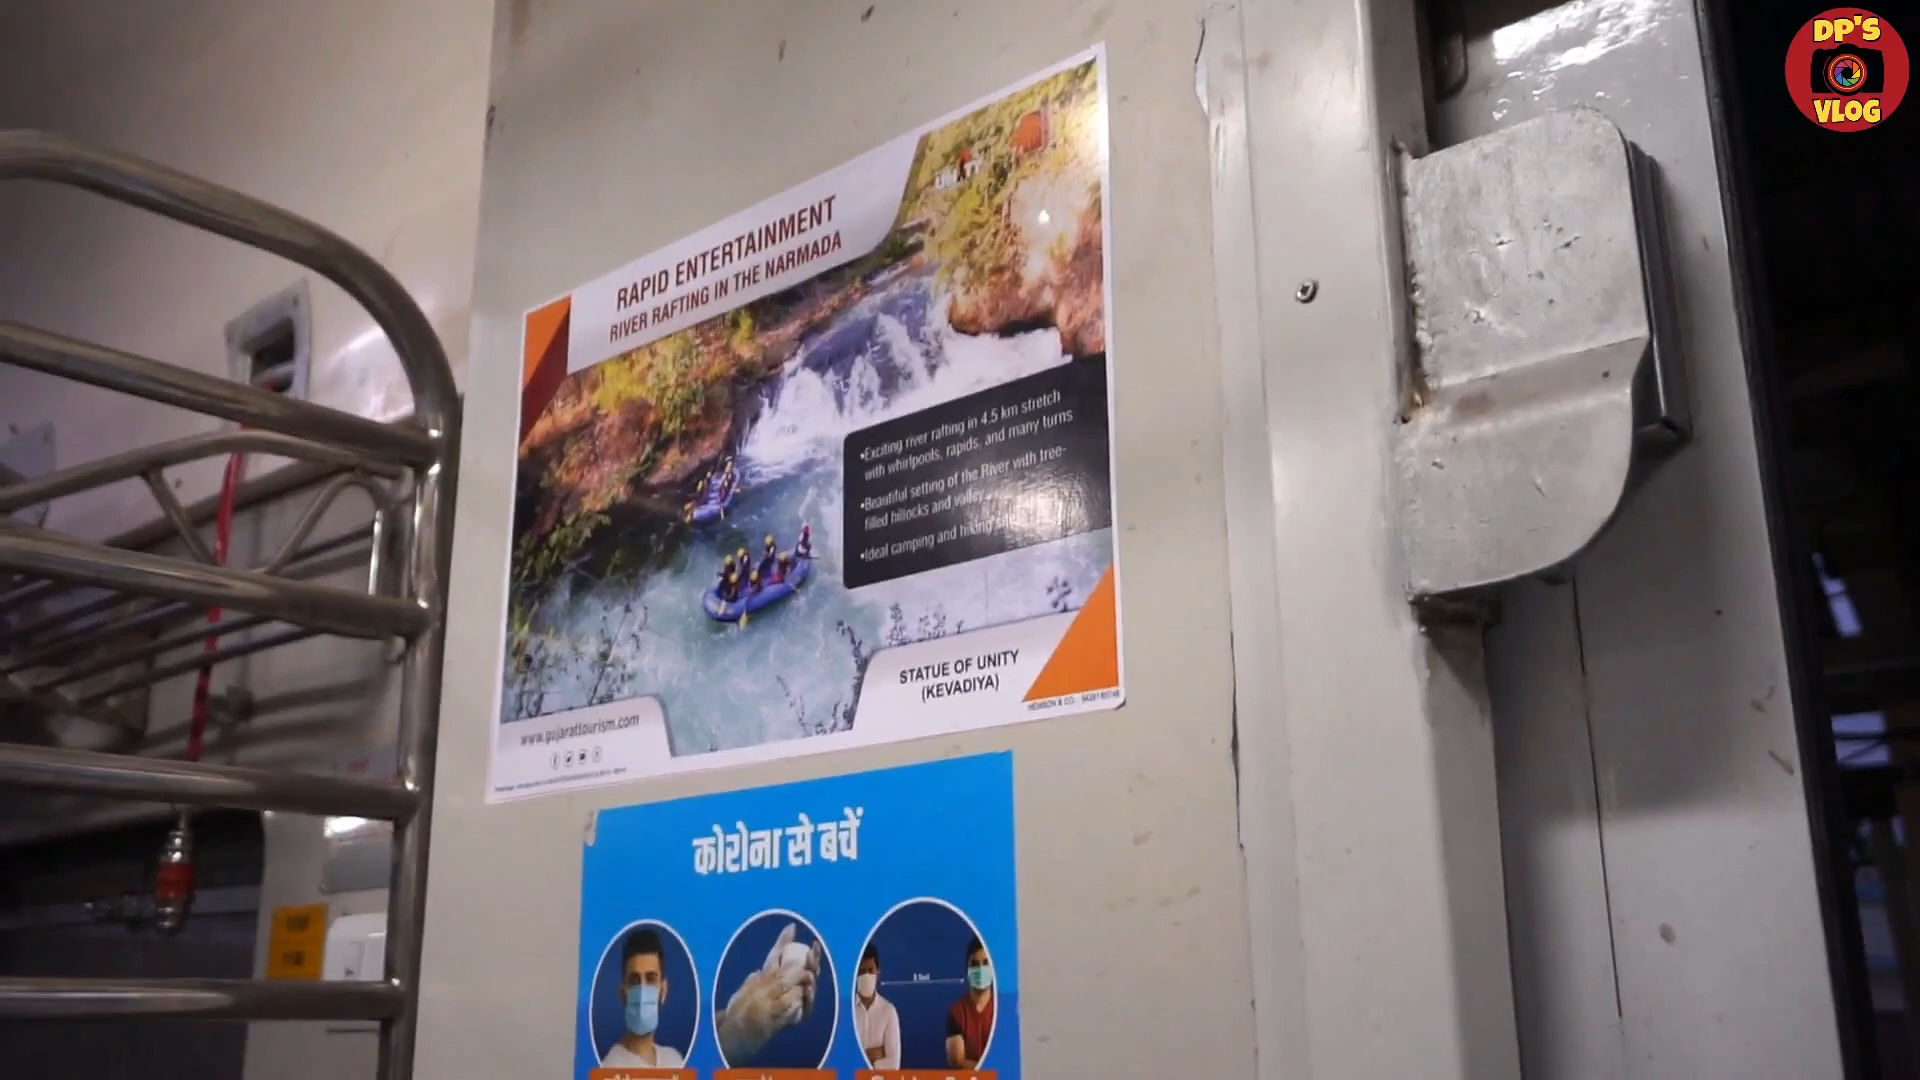 DP'S
VLOG
RAPID ENTERTAINMENT
RIVER RAFTING IN THE NARMADA
•Exciting river rafting in 4.5 km stretch
with whirlpools, rapids, and many turns
•Beautiful setting of the River with tree-
filled hillocks and valley
•Ideal camping and hiking
STATUE OF UNITY
(KEVADIYA)
www.gujarattourism.com
कोरोना से बचें